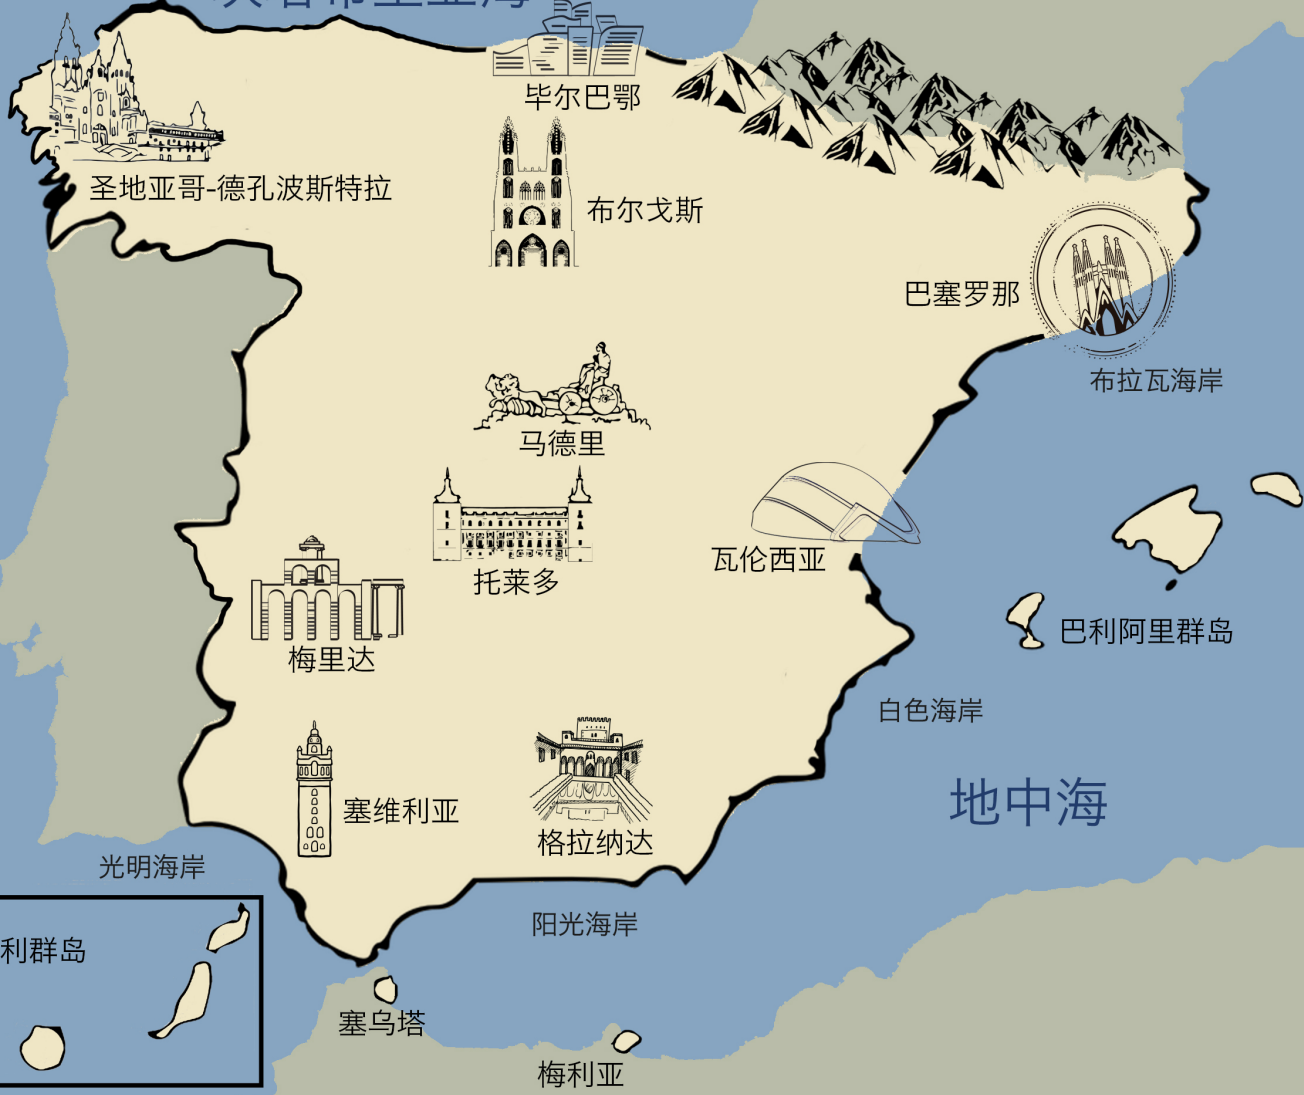 毕尔巴鄂
圣地亚哥-德孔波斯特拉
布尔戈斯
巴塞罗那
布拉瓦海岸
马德里
瓦伦西亚
托莱多
巴利阿里群岛
梅里达
白色海岸
地中海
塞维利亚
格拉纳达
光明海岸
阳光海岸
利群岛
塞乌塔
梅利亚